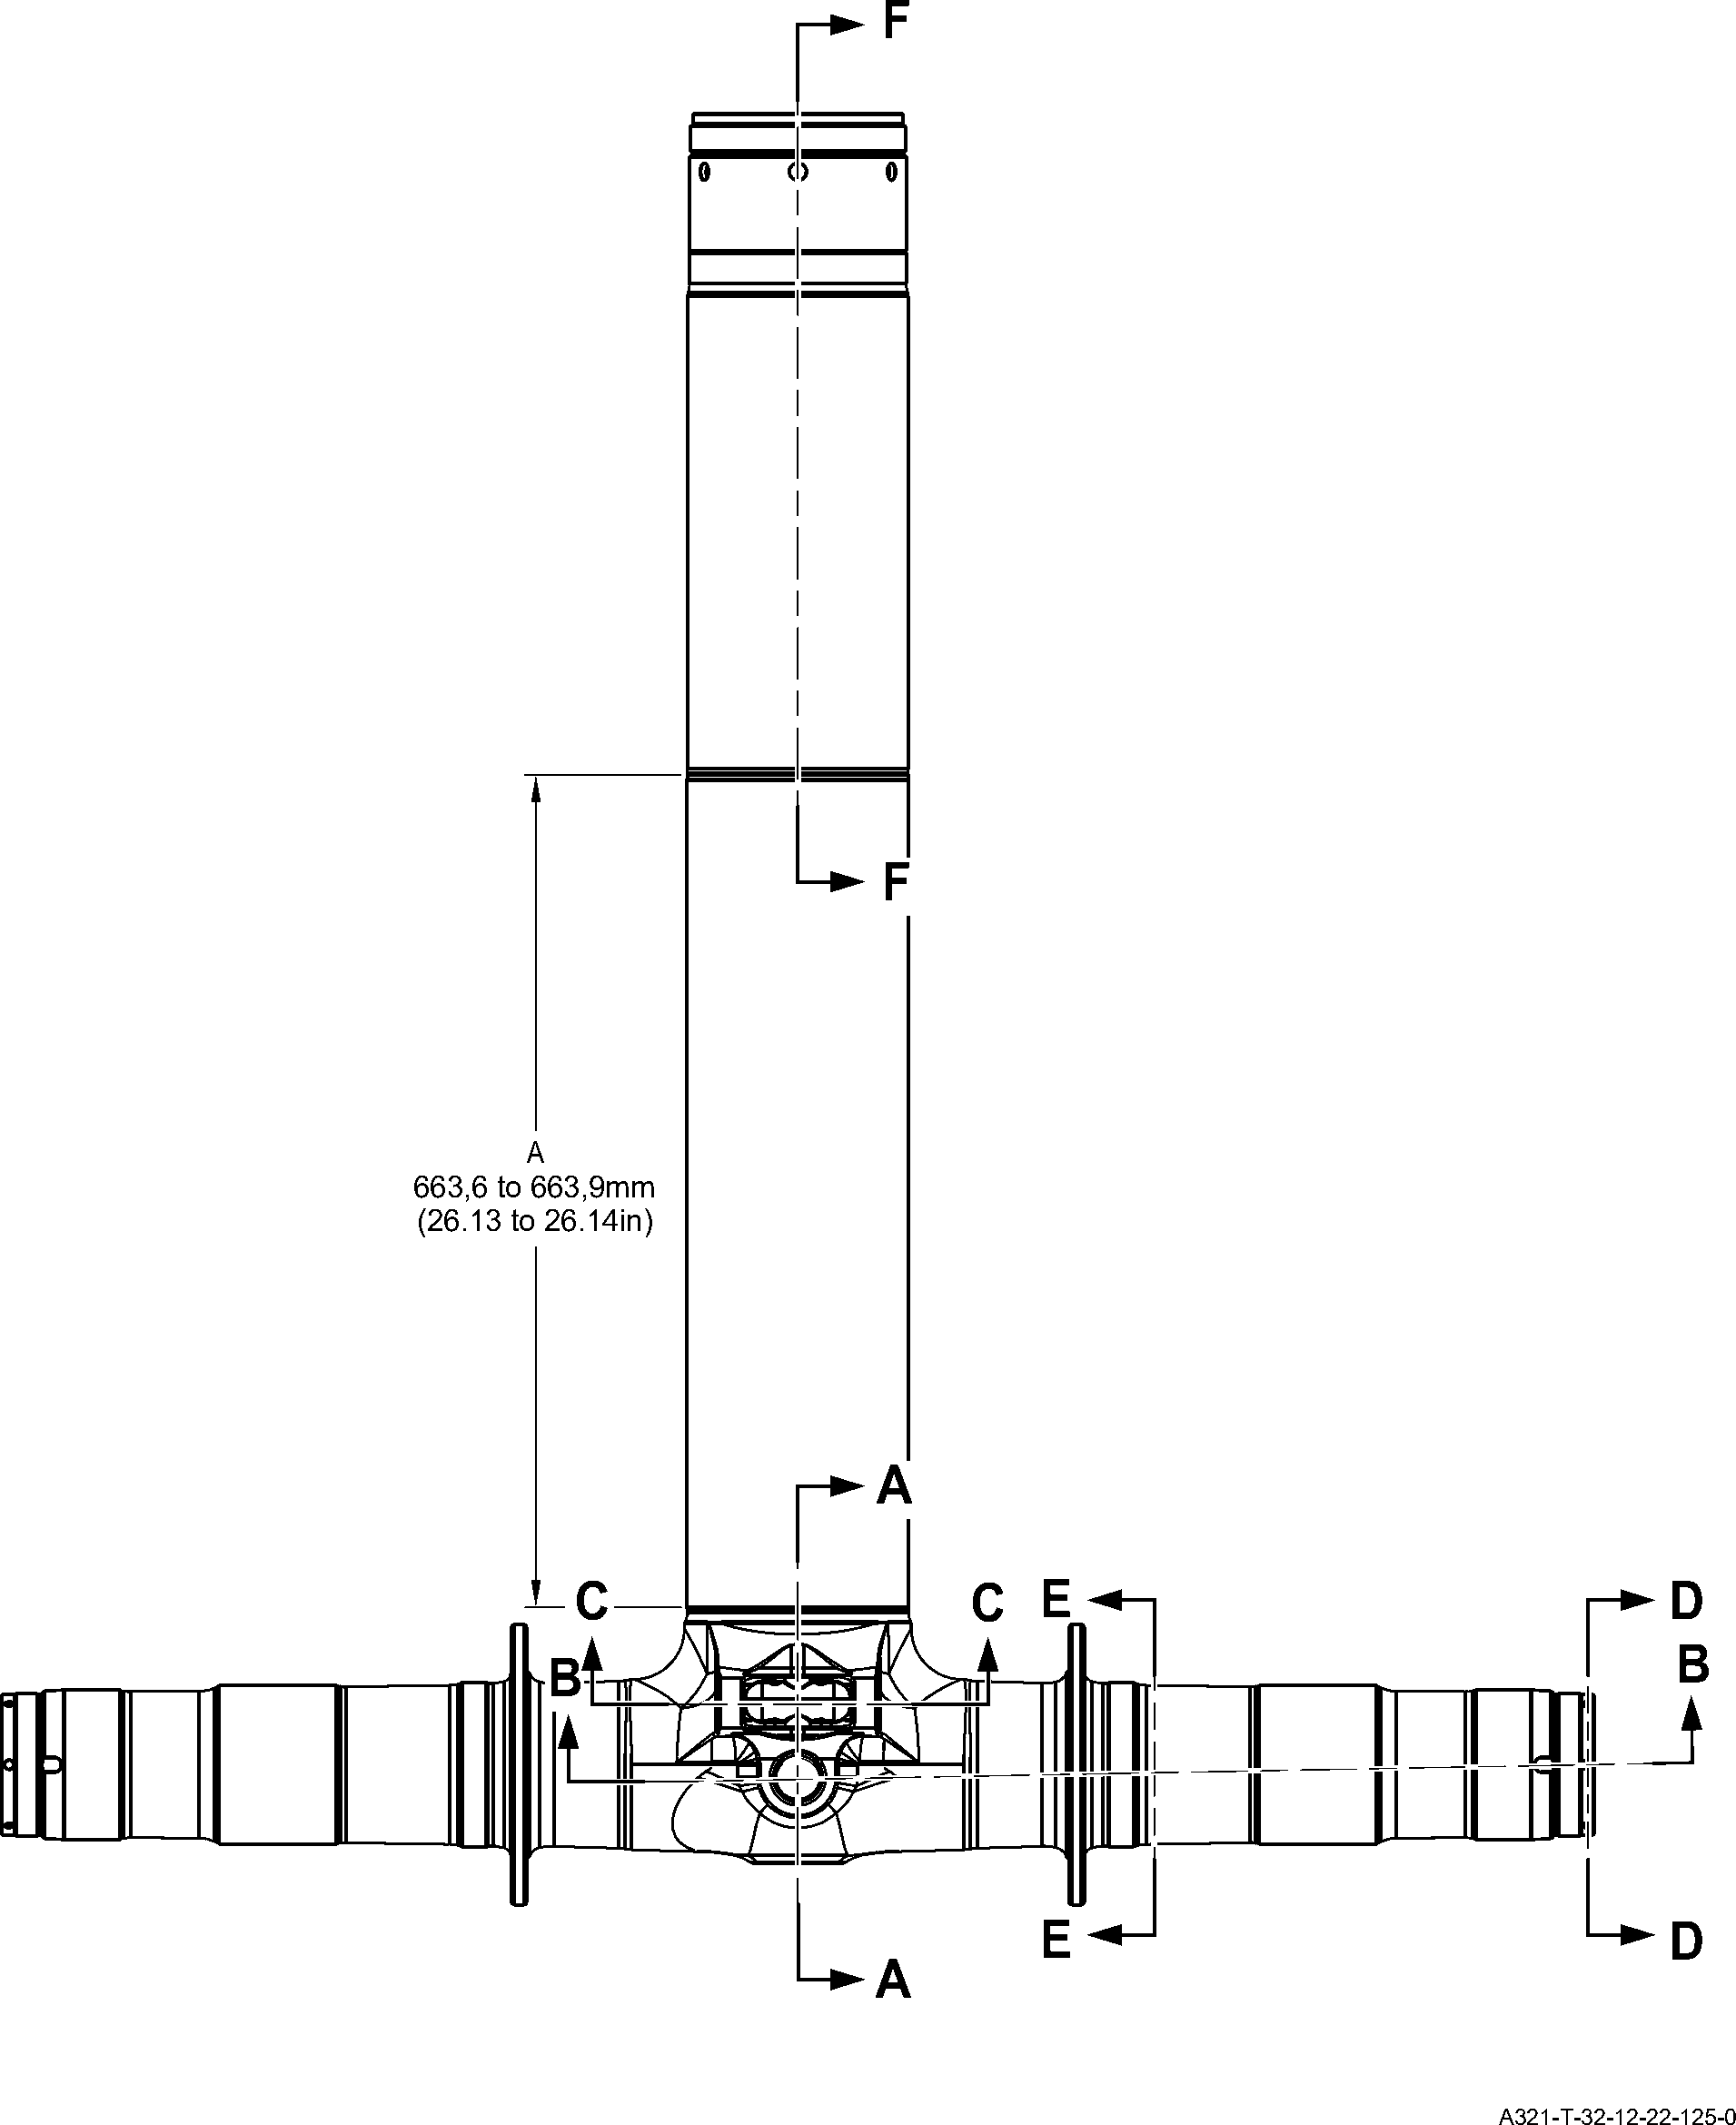 F
F
A
663,6 to 663,9mm
(26.13 to 26.14in)
A
C
C
E
D
B
B
E
D
A
A321-T-32-12-22-125-0